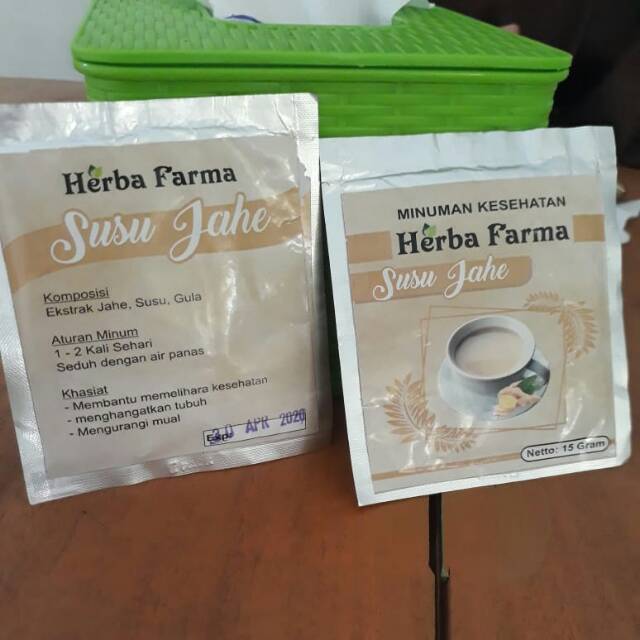 Herba Farma
Susu Jahe
Komposisi
Ekstrak Jahe, Susu, Gula
Aturan Minum
1 - 2 Kali Sehari
Seduh dengan air panas
Khasiat
- Membantu memelihara kesehatan
- menghangatkan tubuh
- Mengurangi mual
20 APR 2020
MINUMAN KESEHATAN
Herba Farma
Susu Jahe
Netto: 15 Gram